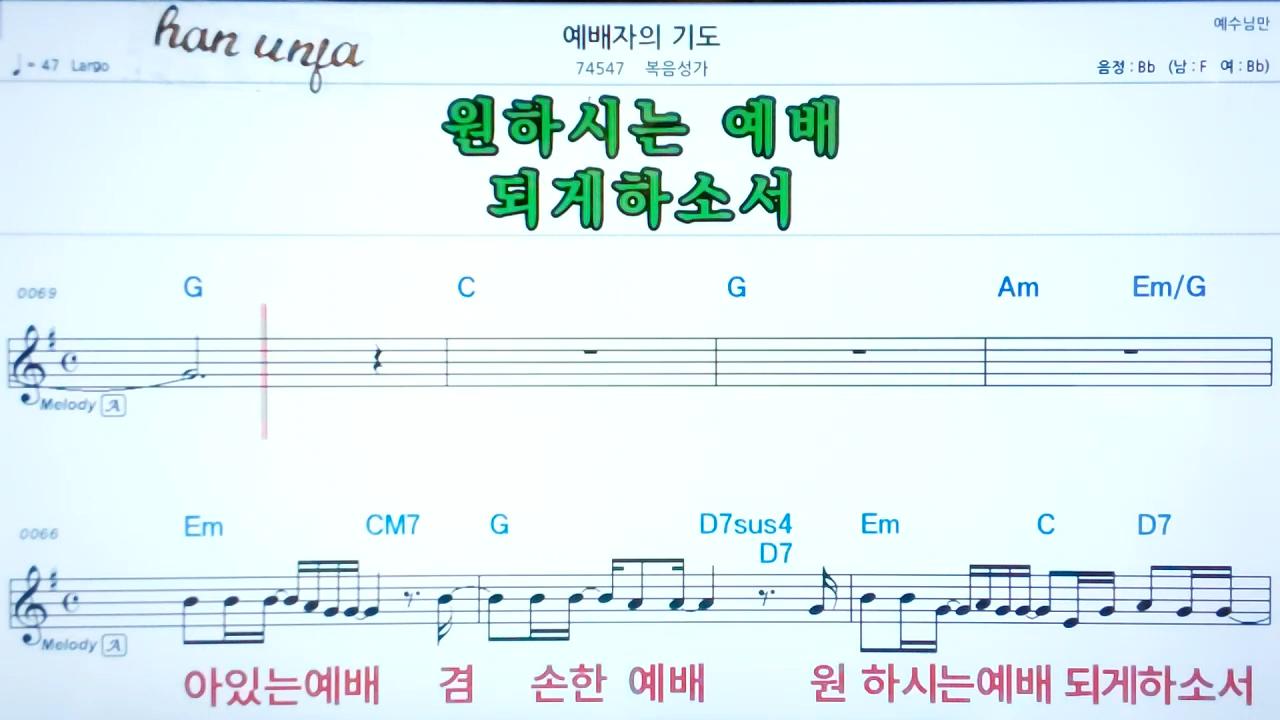 han unja
예배자의 기도
예수님만
♩= 47 Largo
74547 복음성가
음정 : Bb (남 : F 여 : Bb)
원하시는 예배
되게하소서
0069
G C G Am Em/G
Melody A
0066
Em CM7 G D7sus4 Em C D7
D7
Melody A
아있는예배 겸 손한 예배 원 하시는예배 되게하소서